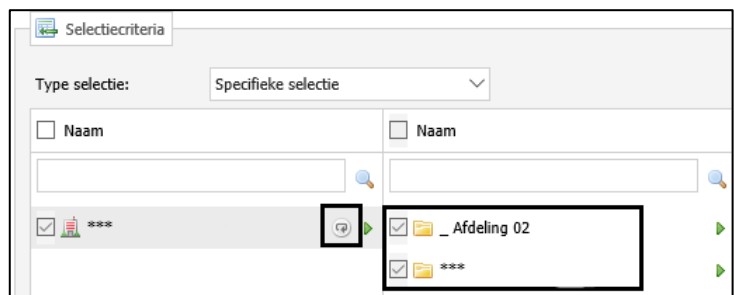 Selectiecriteria
Type selectie: Specifieke selectie
Naam Naam
*** _ Afdeling 02
***